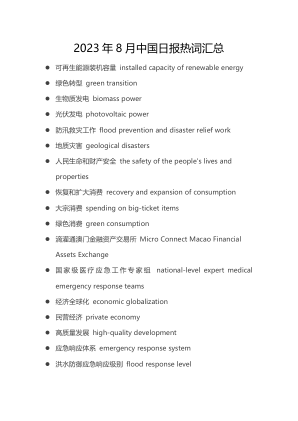 2023 年 8 月中国日报热词汇总
● 可再生能源装机容量 installed capacity of renewable energy
● 绿色转型 green transition
● 生物质发电 biomass power
● 光伏发电 photovoltaic power
● 防汛救灾工作 flood prevention and disaster relief work
● 地质灾害 geological disasters
● 人民生命和财产安全 the safety of the people's lives and
properties
● 恢复和扩大消费 recovery and expansion of consumption
● 大宗消费 spending on big-ticket items
● 绿色消费 green consumption
● 滴灌通澳门金融资产交易所 Micro Connect Macao Financial
Assets Exchange
● 国家级医疗应急工作专家组 national-level expert medical
emergency response teams
● 经济全球化 economic globalization
● 民营经济 private economy
● 高质量发展 high-quality development
● 应急响应体系 emergency response system
● 洪水防御应急响应级别 flood response level